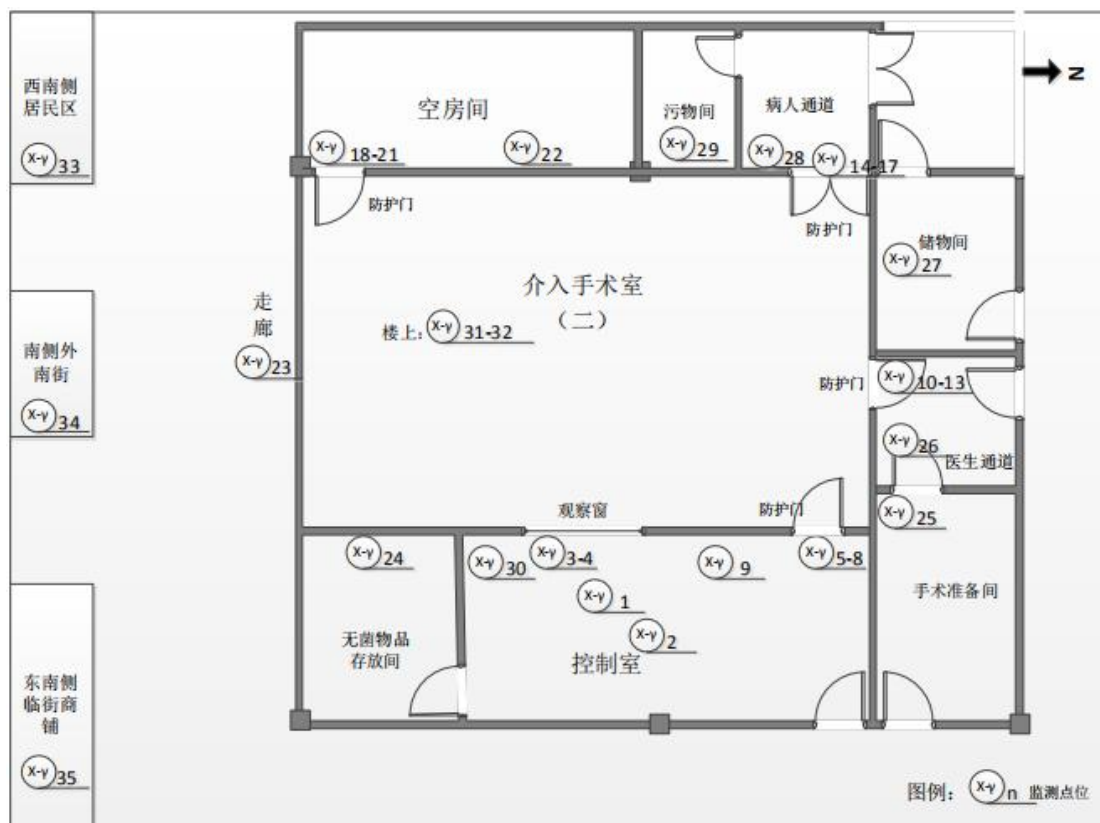 西南侧
居民区
X-γ 33
空房间
X-γ 18-21
X-γ 22
污物间
X-γ 29
病人通道
X-γ 28
X-γ 14-17
N
防护门
防护门
储物间
X-γ 27
介入手术室
（二）
楼上：X-γ 31-32
走
廊
X-γ 23
南侧外
南街
X-γ 34
防护门
X-γ 10-13
X-γ 26
医生通道
观察窗
防护门
X-γ 25
X-γ 24
X-γ 30
X-γ 3-4
X-γ 9
X-γ 5-8
X-γ 1
X-γ 2
手术准备间
无菌物品
存放间
控制室
东南侧
临街商
铺
X-γ 35
图例：X-γ n 监测点位